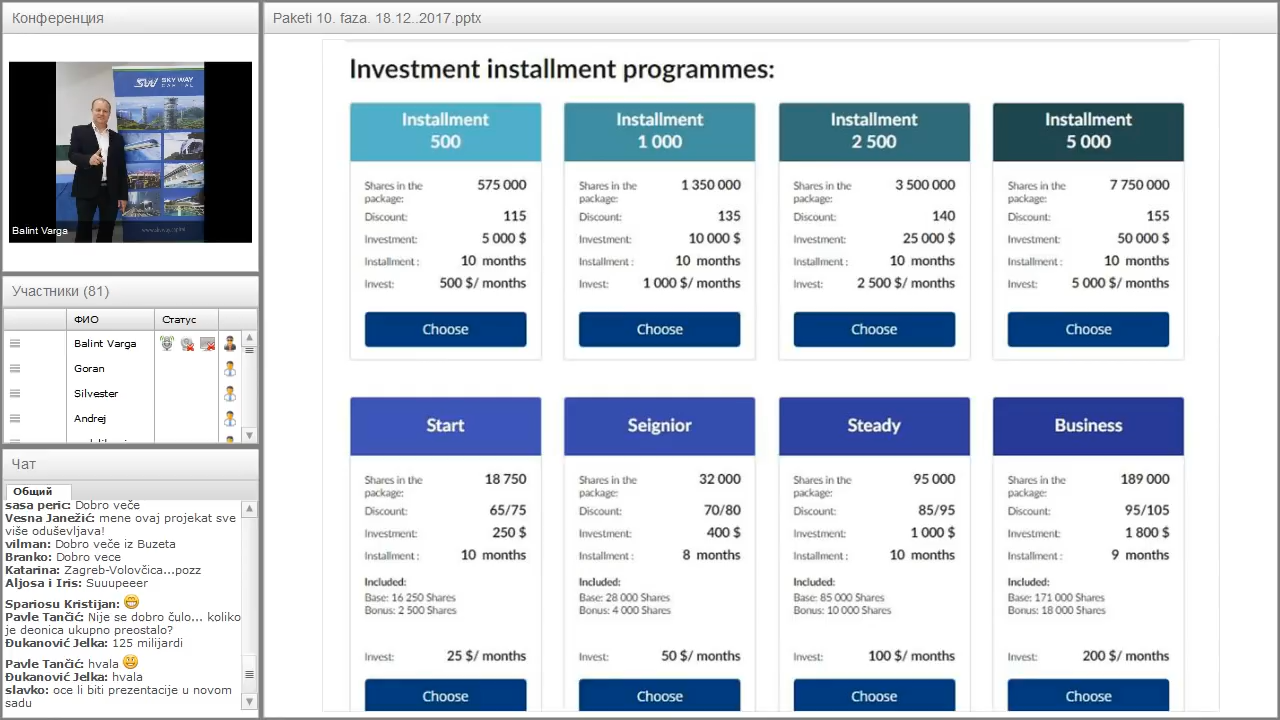 Конференция
SW SKY WAY
CAPITAL
Balint Varga
Участники (81)
ФИО
Статус
Balint Varga
Goran
Silvester
Andrej
Чат
Общий
sasa peric: Dobro veče
Vesna Janežić: mene ovaj projekat sve
više oduševljava!
vilman: Dobro veče iz Buzeta
Branko: Dobro vece
Katarina: Zagreb-Volovčica...pozz
Aljosa i Iris: Suuupeeer
Spariosu Kristijan:
Pavle Tančić: Nije se dobro čulo... koliko
je deonica ukupno preostalo?
Đukanović Jelka: 125 milijardi
Pavle Tančić: hvala
Đukanović Jelka: hvala
slavko: oce li biti prezentacije u novom
sadu
Paketi 10. faza. 18.12..2017.pptx
Investment installment programmes:
Installment
500
Shares in the
package:
575 000
Discount: 115
Investment: 5 000 $
Installment : 10 months
Invest: 500 $/ months
Choose
Installment
1 000
Shares in the
package:
1 350 000
Discount: 135
Investment: 10 000 $
Installment : 10 months
Invest: 1 000 $/ months
Choose
Installment
2 500
Shares in the
package:
3 500 000
Discount: 140
Investment: 25 000 $
Installment : 10 months
Invest: 2 500 $/ months
Choose
Installment
5 000
Shares in the
package:
7 750 000
Discount: 155
Investment: 50 000 $
Installment : 10 months
Invest: 5 000 $/ months
Choose
Start
Shares in the
package:
18 750
Discount: 65/75
Investment: 250 $
Installment : 10 months
Included:
Base: 16 250 Shares
Bonus: 2 500 Shares
Invest: 25 $/ months
Choose
Seignior
Shares in the
package:
32 000
Discount: 70/80
Investment: 400 $
Installment : 8 months
Included:
Base: 28 000 Shares
Bonus: 4 000 Shares
Invest: 50 $/ months
Choose
Steady
Shares in the
package:
95 000
Discount: 85/95
Investment: 1 000 $
Installment : 10 months
Included:
Base: 85 000 Shares
Bonus: 10 000 Shares
Invest: 100 $/ months
Choose
Business
Shares in the
package:
189 000
Discount: 95/105
Investment: 1 800 $
Installment : 9 months
Included:
Base: 171 000 Shares
Bonus: 18 000 Shares
Invest: 200 $/ months
Choose